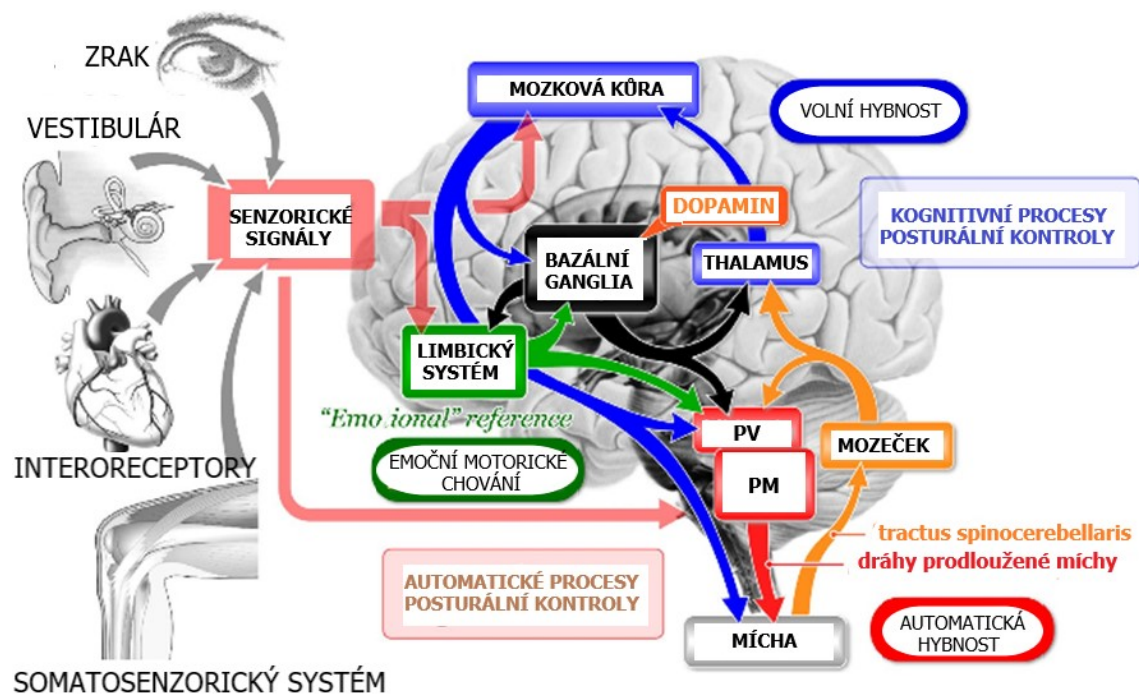 ZRAK
VESTIBULÁR
SENZORICKÉ
SIGNÁLY
INTERORECEPTORY
SOMATOSENZORICKÝ SYSTÉM
MOZKOVÁ KŮRA
VOLNÍ HYBNOST
DOPAMIN
KOGNITIVNÍ PROCESY
POSTURÁLNÍ KONTROLY
BAZÁLNÍ
GANGLIA
THALAMUS
LIMBICKÝ
SYSTÉM
reference
EMOČNÍ MOTORICKÉ
CHOVÁNÍ
PV
PM
MOZEČEK
tractus spinocerebellaris
dráhy prodloužené míchy
AUTOMATICKÉ PROCESY
POSTURÁLNÍ KONTROLY
MÍCHA
AUTOMATICKÁ
HYBNOST